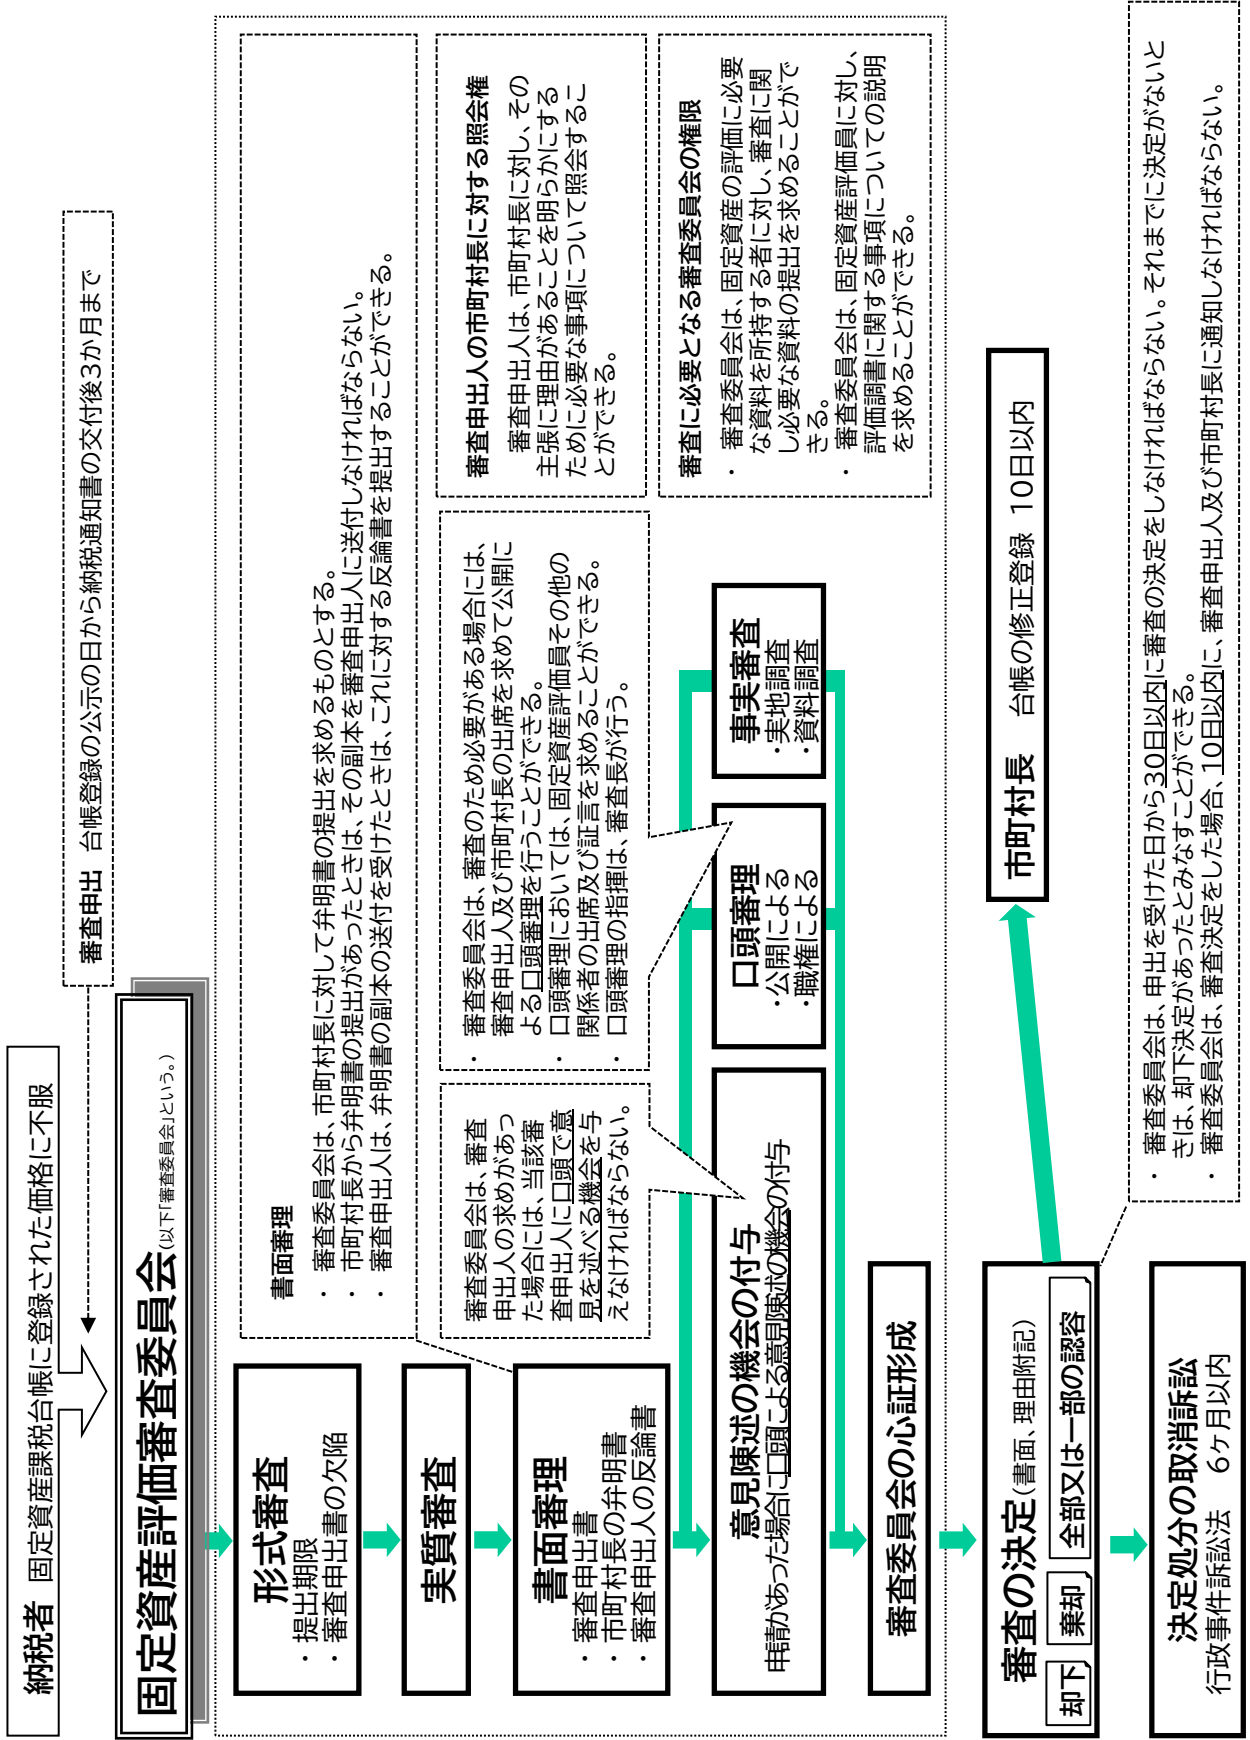 納税者　固定資産課税台帳に登録された価格に不服
審査申出　台帳登録の公示の日から納税通知書の交付後3か月まで
固定資産評価審査委員会(以下「審査委員会」という。)
形式審査
・提出期限
・審査申出書の欠陥
実質審査
書面審理
・審査申出書
・市町村長の弁明書
・審査申出人の反論書
書面審理
・審査委員会は、市町村長に対して弁明書の提出を求めるものとする。
・市町村長から弁明書の提出があったときは、その副本を審査申出人に送付しなければならない。
・審査申出人は、弁明書の副本の送付を受けたときは、これに対する反論書を提出することができる。
審査委員会は、審査
申出人の求めがあっ
た場合には、当該審
査申出人に口頭で意
見を述べる機会を与
えなければならない。
・審査委員会は、審査のため必要がある場合には、
審査申出人及び市町村長の出席を求めて公開に
よる口頭審理を行うことができる。
・口頭審理においては、固定資産評価員その他の
関係者の出席及び証言を求めることができる。
・口頭審理の指揮は、審査長が行う。
審査申出人の市町村長に対する照会権
審査申出人は、市町村長に対し、その
主張に理由があることを明らかにする
ために必要な事項について照会するこ
とができる。
審査に必要となる審査委員会の権限
・審査委員会は、固定資産の評価に必要
な資料を所持する者に対し、審査に関
し必要な資料の提出を求めることがで
きる。
・審査委員会は、固定資産評価員に対し、
評価調書に関する事項についての説明
を求めることができる。
意見陳述の機会の付与
申請があった場合に口頭による意見陳述の機会の付与
口頭審理
・公開による
・職権による
事実審査
・実地調査
・資料調査
審査委員会の心証形成
審査の決定(書面、理由附記)
却下
棄却
全部又は一部の認容
市町村長　台帳の修正登録　10日以内
・審査委員会は、申出を受けた日から30日以内に審査の決定をしなければならない。それまでに決定がないと
きは、却下決定があったとみなすことができる。
・審査委員会は、審査決定をした場合、10日以内に、審査申出人及び市町村長に通知しなければならない。
決定処分の取消訴訟
行政事件訴訟法　6ケ月以内